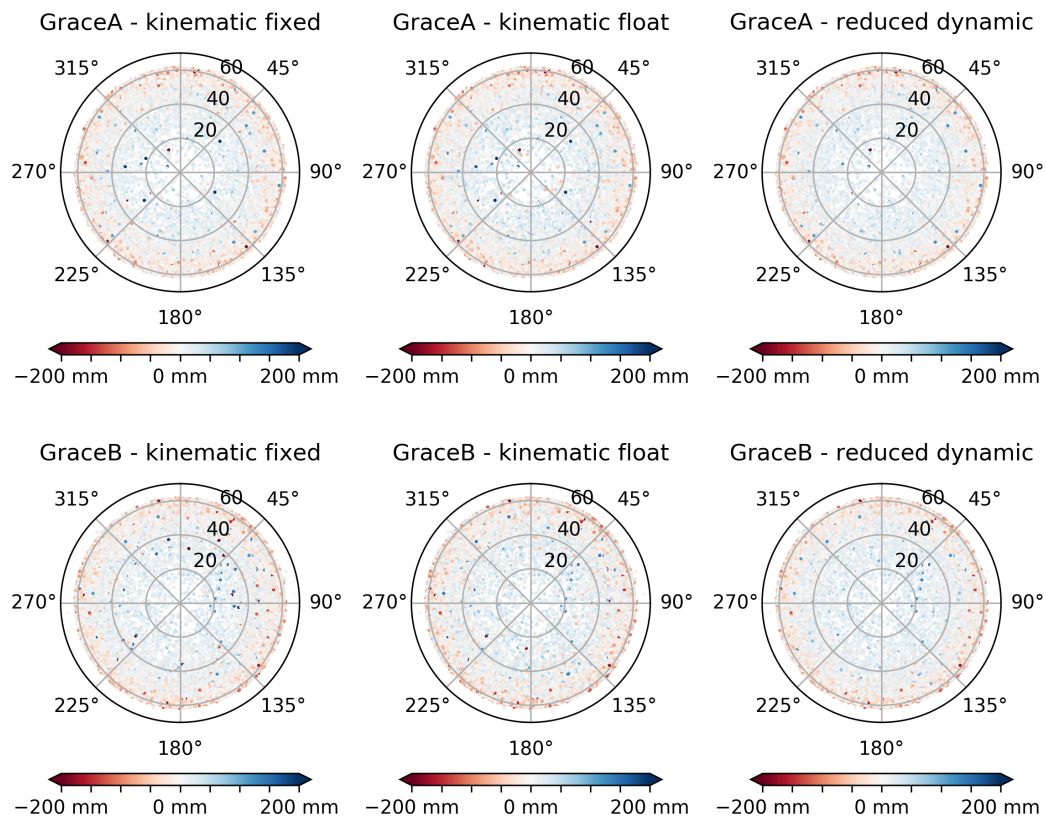 GraceA - kinematic fixed
GraceA - kinematic float
GraceA - reduced dynamic
315° 60 45°
40
20
270° 90°
225° 135°
180°
−200 mm 0 mm 200 mm
315° 60 45°
40
20
270° 90°
225° 135°
180°
−200 mm 0 mm 200 mm
315° 60 45°
40
20
270° 90°
225° 135°
180°
−200 mm 0 mm 200 mm
GraceB - kinematic fixed
GraceB - kinematic float
GraceB - reduced dynamic
315° 60 45°
40
20
270° 90°
225° 135°
180°
−200 mm 0 mm 200 mm
315° 60 45°
40
20
270° 90°
225° 135°
180°
−200 mm 0 mm 200 mm
315° 60 45°
40
20
270° 90°
225° 135°
180°
−200 mm 0 mm 200 mm